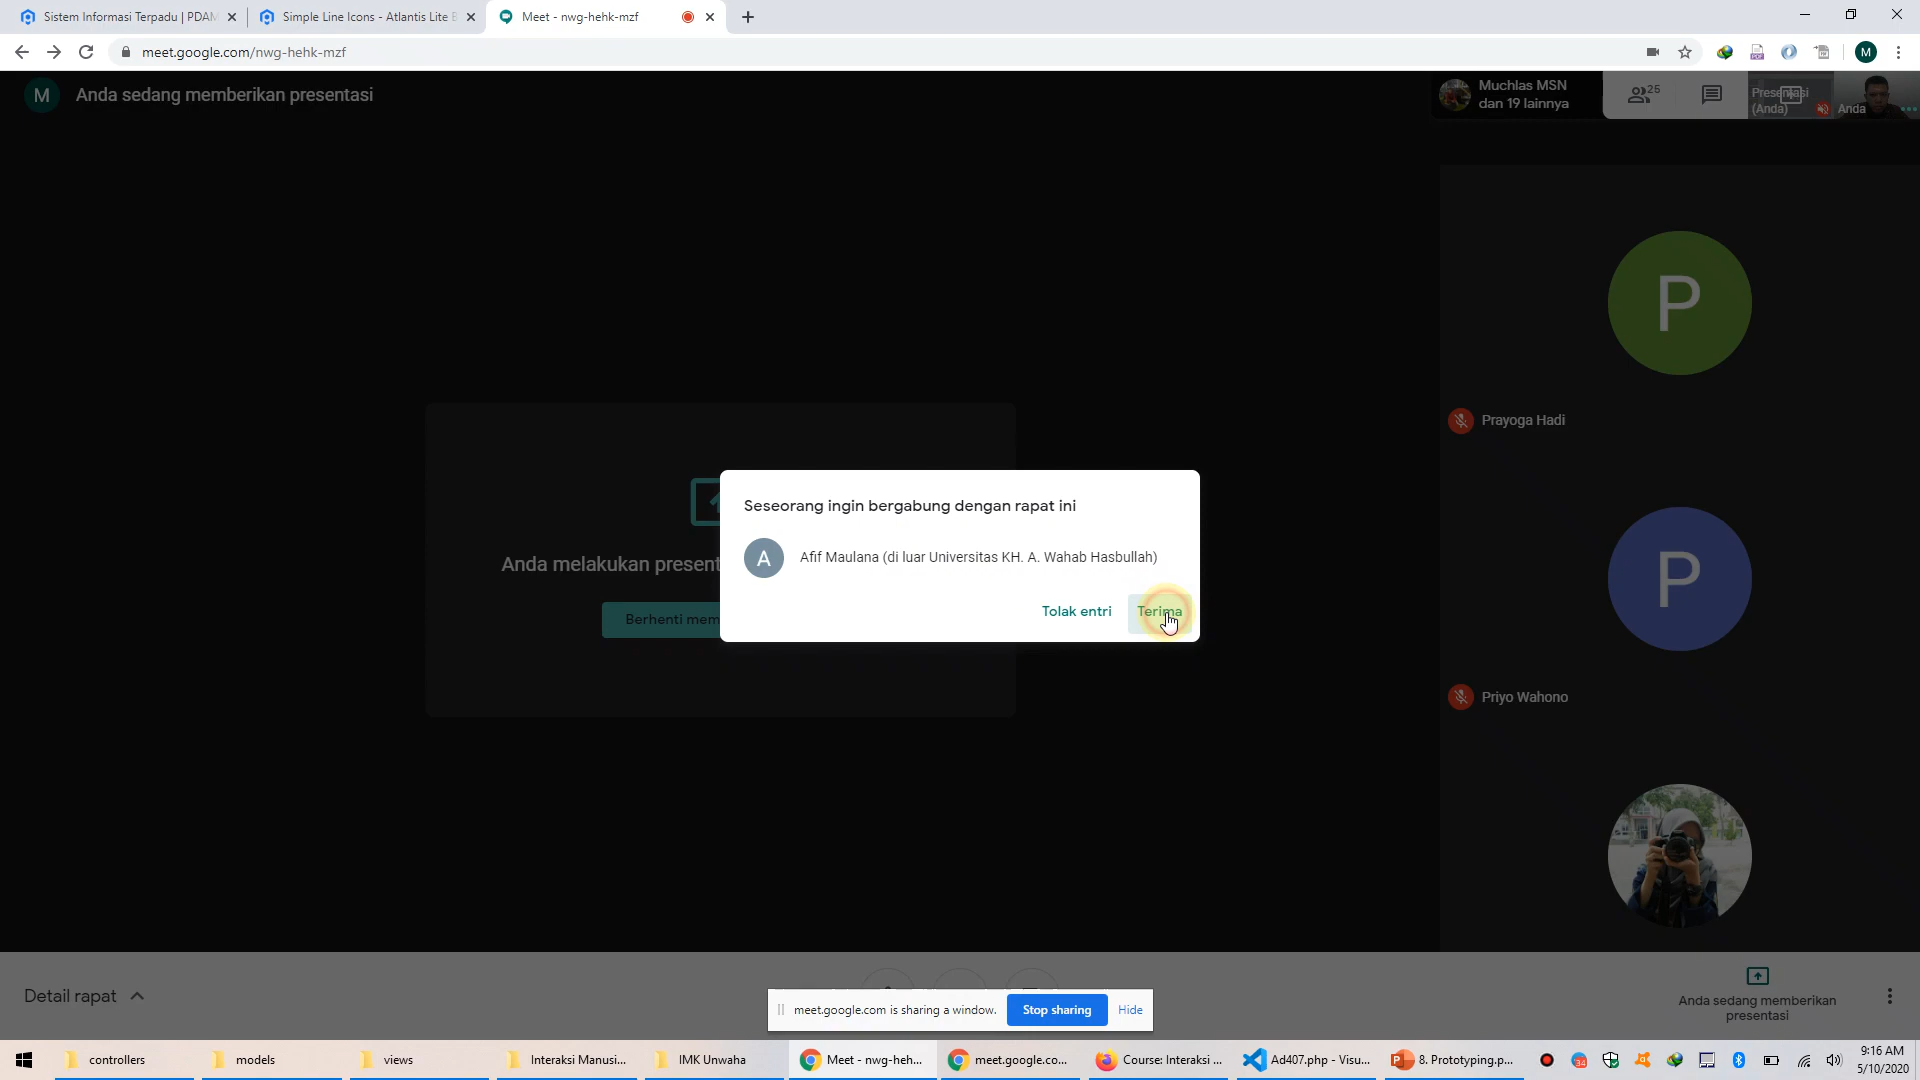 Sistem Informasi Terpadu | PDAM
Simple Line Icons - Atlantis Lite B
Meet - nwg-hehk-mzf
meet.google.com/nwg-hehk-mzf
M
M
Anda sedang memberikan presentasi
Muchlas MSN
dan 19 lainnya
25
Presentasi
(Anda)
Anda
P
Prayoga Hadi
P
Priyo Wahono
Anda melakukan present
Berhenti mem
Seseorang ingin bergabung dengan rapat ini
A
Afif Maulana (di luar Universitas KH. A. Wahab Hasbullah)
Tolak entri
Terima
Detail rapat
Anda sedang memberikan
presentasi
meet.google.com is sharing a window.
Stop sharing
Hide
controllers
models
views
Interaksi Manusi...
IMK Unwaha
Meet - nwg-heh...
meet.google.co...
Course: Interaksi ...
Ad407.php - Visu...
8. Prototyping.p...
34
9:16 AM
5/10/2020